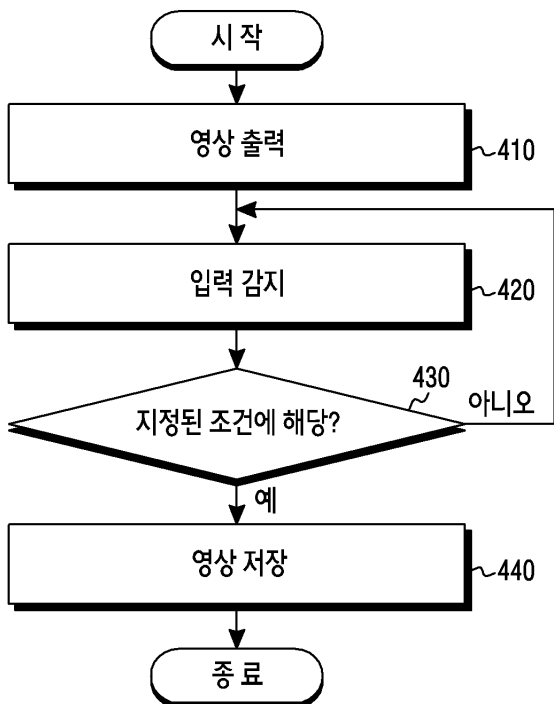 시 작
영상 출력
410
입력 감지
420
430
지정된 조건에 해당?
아니오
예
영상 저장
440
종 료